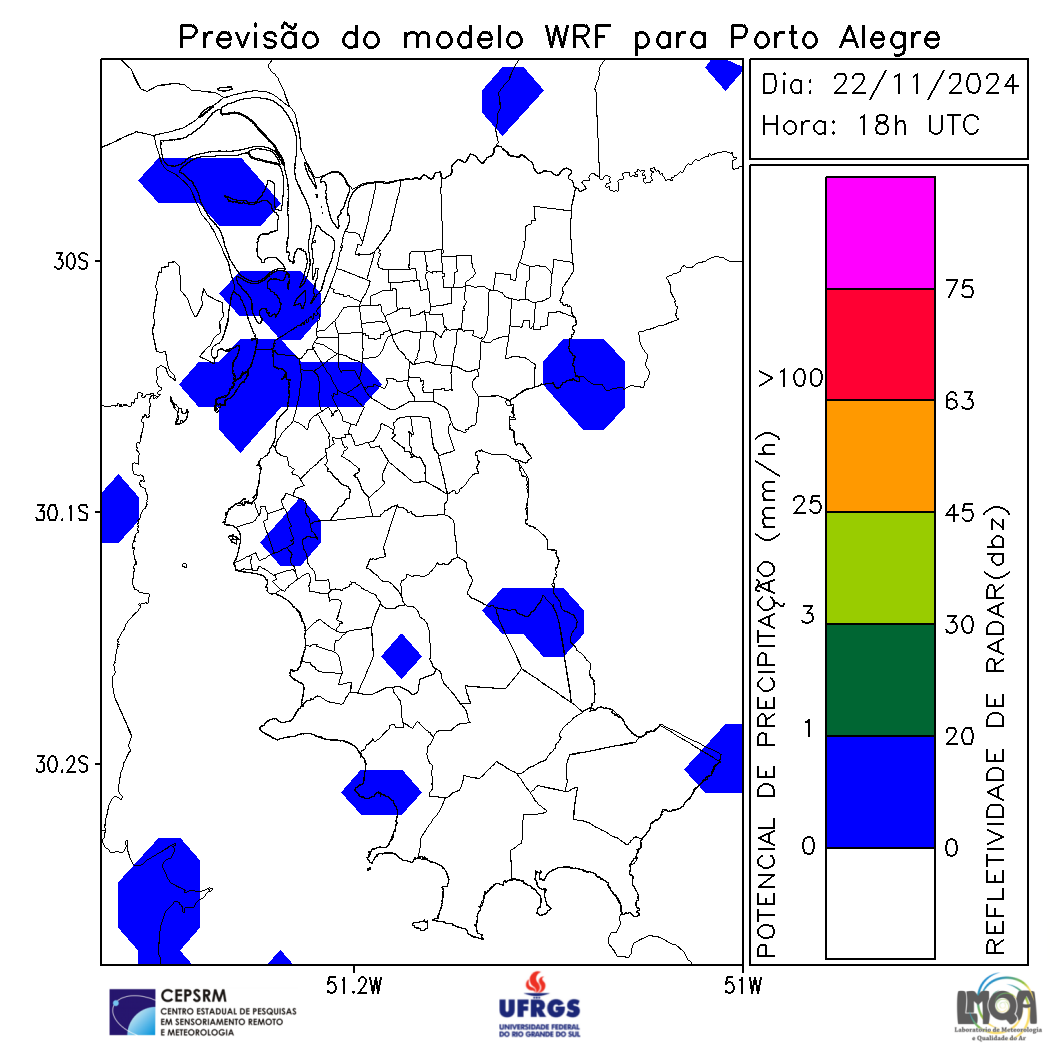 Previsão do modelo WRF para Porto Alegre
Dia: 22/11/2024
Hora: 18h UTC
30S
30.1S
30.2S
51.2W
51W
POTENCIAL DE PRECIPITAÇÃO (mm/h)
>100
25
3
1
0
75
63
45
30
20
0
REFLETIVIDADE DE RADAR(dbz)
CEPSRM
CENTRO ESTADUAL DE PESQUISAS
EM SENSORIAMENTO REMOTO
E METEOROLOGIA
UFRGS
UNIVERSIDADE FEDERAL
DO RIO GRANDE DO SUL
LMQA
Laboratório de Meteorologia
e Qualidade do Ar